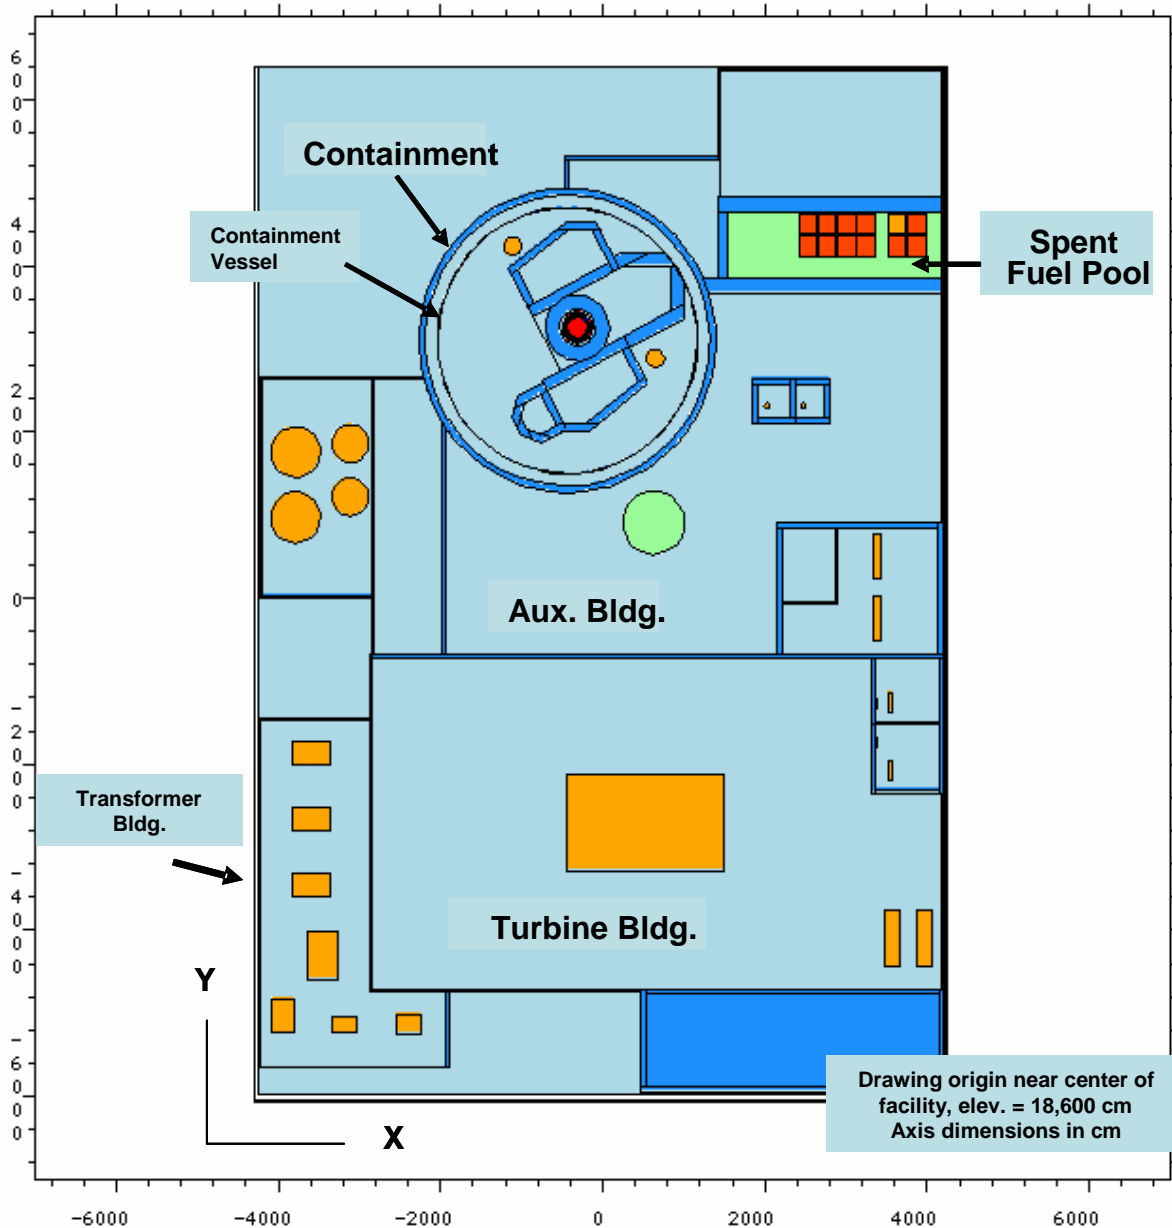 6000
Containment
4000
Containment
Vessel
Spent
Fuel Pool
2000
0
Aux. Bldg.
-2000
Transformer
Bldg.
-4000
Turbine Bldg.
Y
-6000
Drawing origin near center of
facility, elev. = 18,600 cm
Axis dimensions in cm
X
-6000 -4000 -2000 0 2000 4000 6000